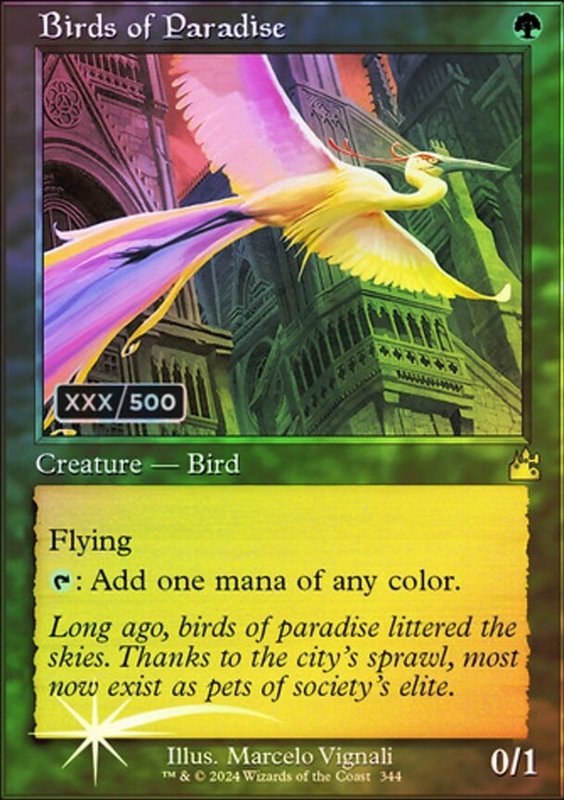 Birds of Paradise
XXX/500
Creature — Bird
Flying
: Add one mana of any color.
Long ago, birds of paradise littered the
skies. Thanks to the city's sprawl, most
now exist as pets of society's elite.
Illus. Marcelo Vignali
™ & © 2024 Wizards of the Coast 344
0/1